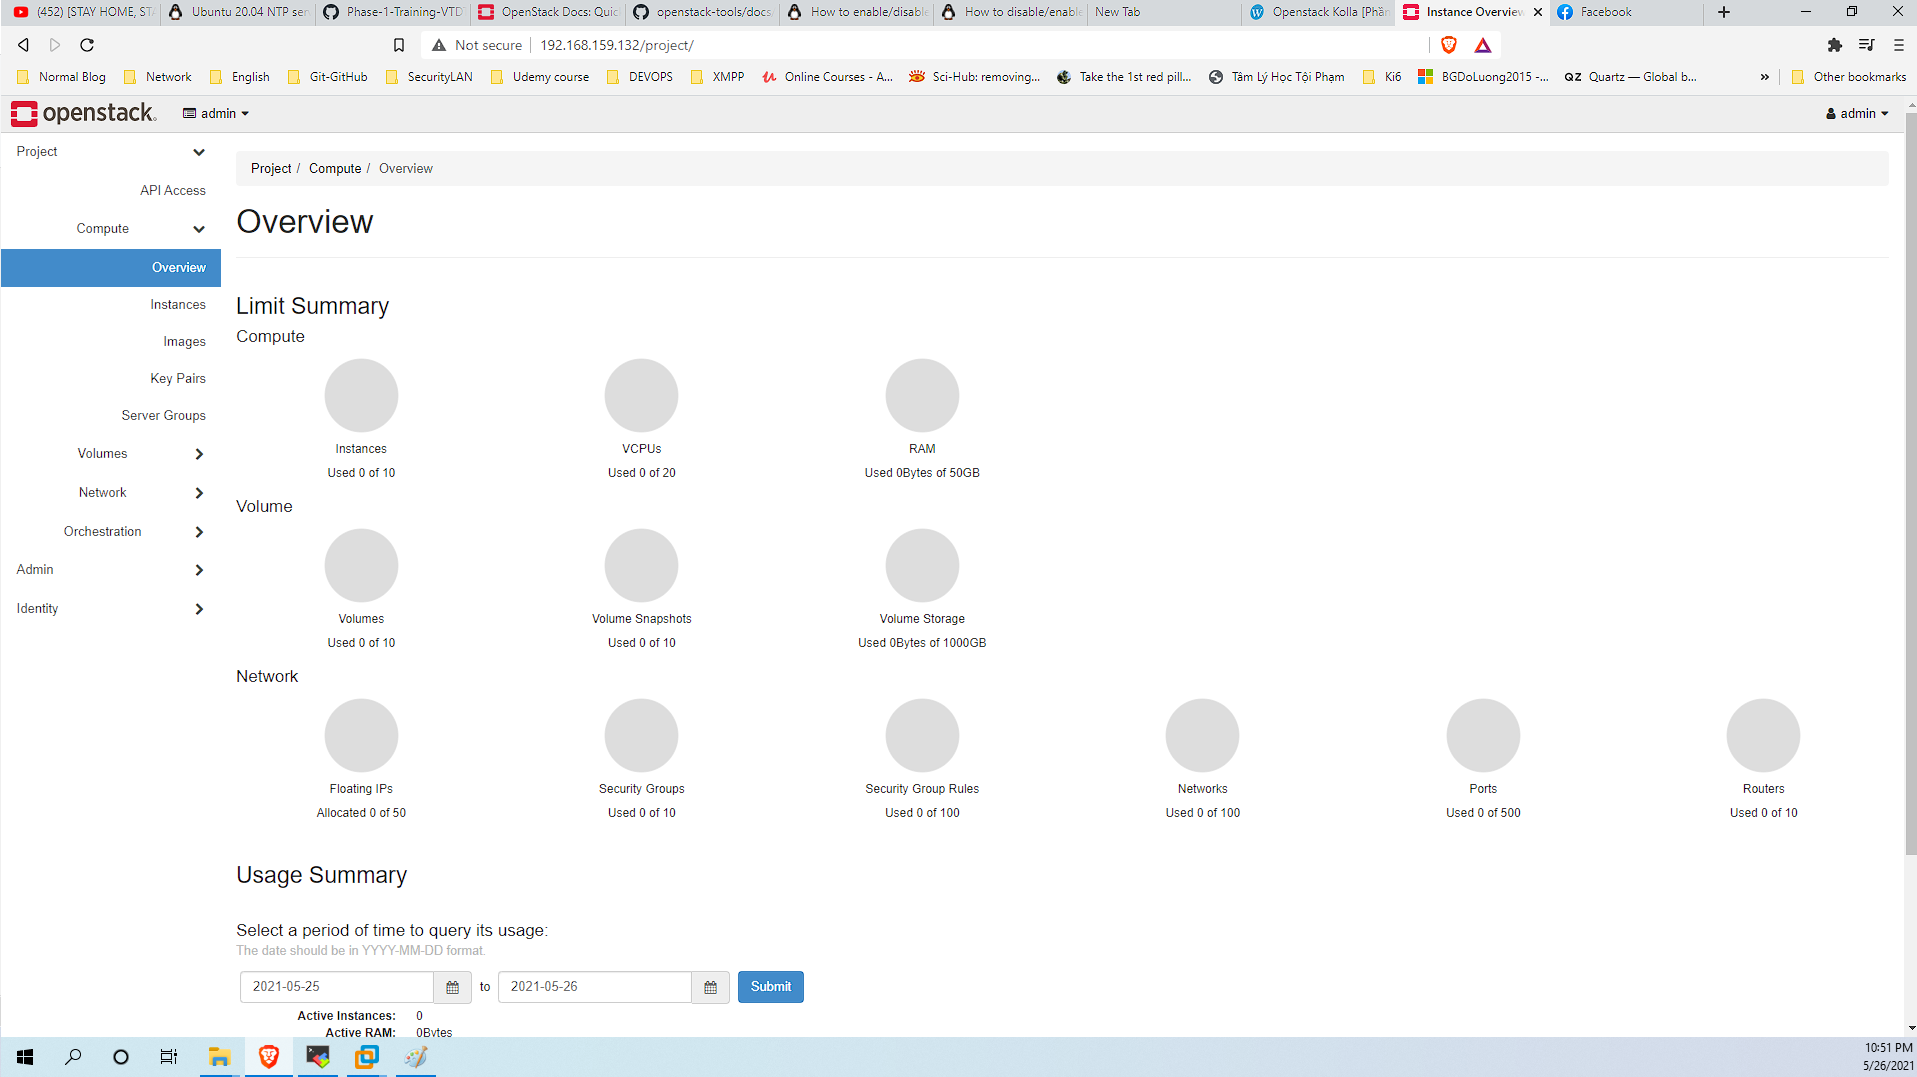 (452) [STAY HOME, STA
Ubuntu 20.04 NTP ser
Phase-1-Training-VTD
OpenStack Docs: Quic
openstack-tools/docs
How to enable/disable
How to disable/enable
New Tab
Openstack Kolla [Phần
Instance Overview
Facebook
Not secure
192.168.159.132/project/
Normal Blog
Network
English
Git-GitHub
SecurityLAN
Udemy course
DEVOPS
XMPP
Online Courses - A...
Sci-Hub: removing...
Take the 1st red pill...
Tâm Lý Học Tội Phạm
Ki6
BGDoLuong2015 -...
QZ Quartz — Global b...
Other bookmarks
openstack.
admin
admin
Project
API Access
Compute
Overview
Instances
Images
Key Pairs
Server Groups
Volumes
Network
Orchestration
Admin
Identity
Project / Compute / Overview
Overview
Limit Summary
Compute
Instances
Used 0 of 10
VCPUs
Used 0 of 20
RAM
Used 0Bytes of 50GB
Volume
Volumes
Used 0 of 10
Volume Snapshots
Used 0 of 10
Volume Storage
Used 0Bytes of 1000GB
Network
Floating IPs
Allocated 0 of 50
Security Groups
Used 0 of 10
Security Group Rules
Used 0 of 100
Networks
Used 0 of 100
Ports
Used 0 of 500
Routers
Used 0 of 10
Usage Summary
Select a period of time to query its usage:
The date should be in YYYY-MM-DD format.
2021-05-25 to 2021-05-26 Submit
Active Instances: 0
Active RAM: 0Bytes
10:51 PM
5/26/2021